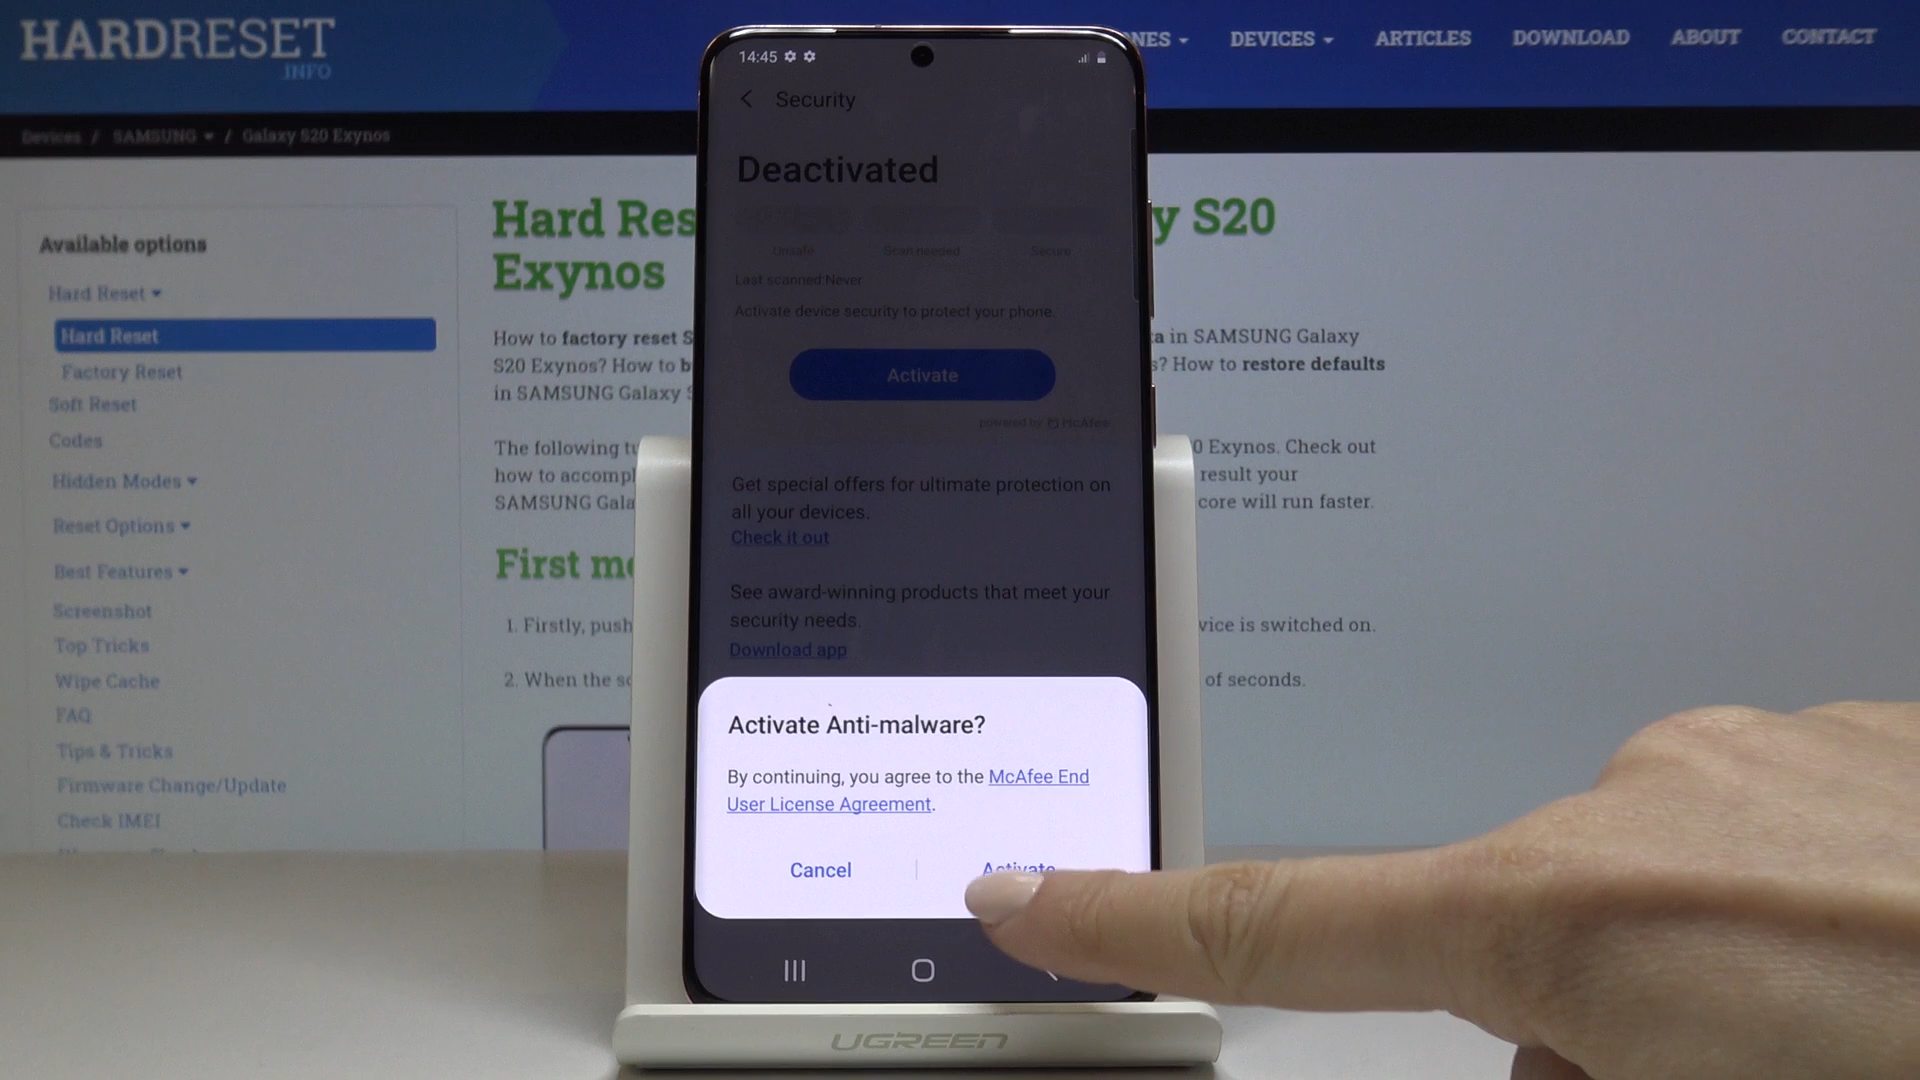 HARDRESET
.INFO
DEVICES
ARTICLES
DOWNLOAD
ABOUT
CONTACT
Devices / SAMSUNG / Galaxy S20 Exynos
Available options
Hard Reset
Hard Reset
Factory Reset
Soft Reset
Codes
Hidden Modes
Reset Options
Best Features
Screenshot
Top Tricks
Wipe Cache
FAQ
Tips & Tricks
Firmware Change/Update
Check IMEI
Hard Res
y S20
Exynos
How to factory reset S
a in SAMSUNG Galaxy
S20 Exynos? How to b
s? How to restore defaults
in SAMSUNG Galaxy S
The following tu
0 Exynos. Check out
how to accompl
result your
SAMSUNG Gala
core will run faster.
First me
1. Firstly, push
vice is switched on.
2. When the sc
of seconds.
14:45
Security
Deactivated
Unsafe
Scan needed
Secure
Last scanned:Never
Activate device security to protect your phone.
Activate
powered by McAfee
Get special offers for ultimate protection on
all your devices.
Check it out
See award-winning products that meet your
security needs.
Download app
Activate Anti-malware?
By continuing, you agree to the McAfee End
User License Agreement.
Cancel
Activate
UGREEN